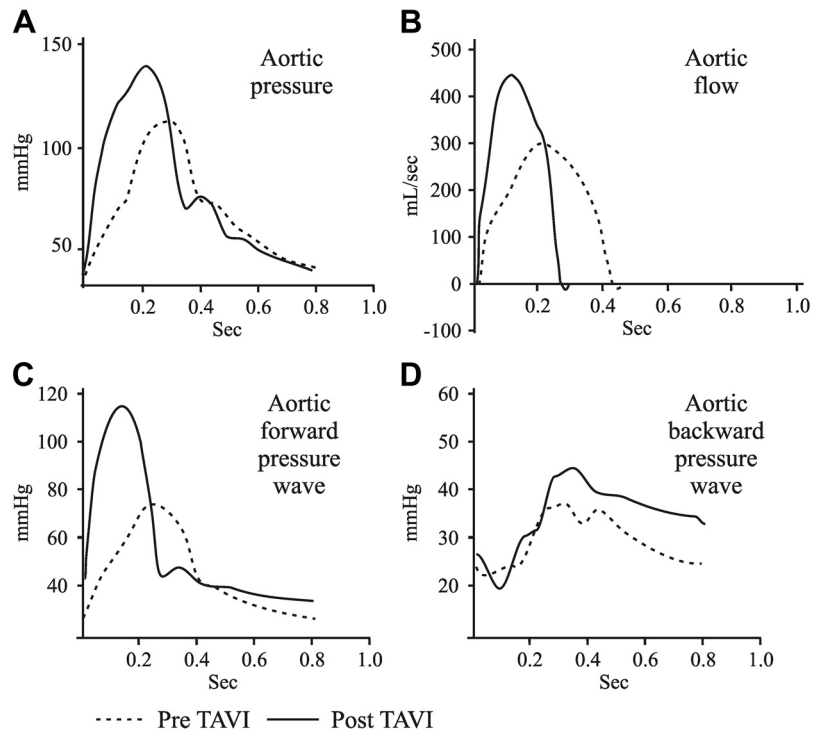 A
150
100
50
mmHg
Aortic
pressure
0.2
0.4
0.6
0.8
1.0
Sec
B
500
400
300
200
100
0
-100
mL/sec
Aortic
flow
0.2
0.4
0.6
0.8
1.0
Sec
C
120
100
80
60
40
mmHg
Aortic
forward
pressure
wave
0.2
0.4
0.6
0.8
1.0
Sec
D
60
50
40
30
20
mmHg
Aortic
backward
pressure
wave
0.2
0.4
0.6
0.8
1.0
Sec
Pre TAVI
Post TAVI